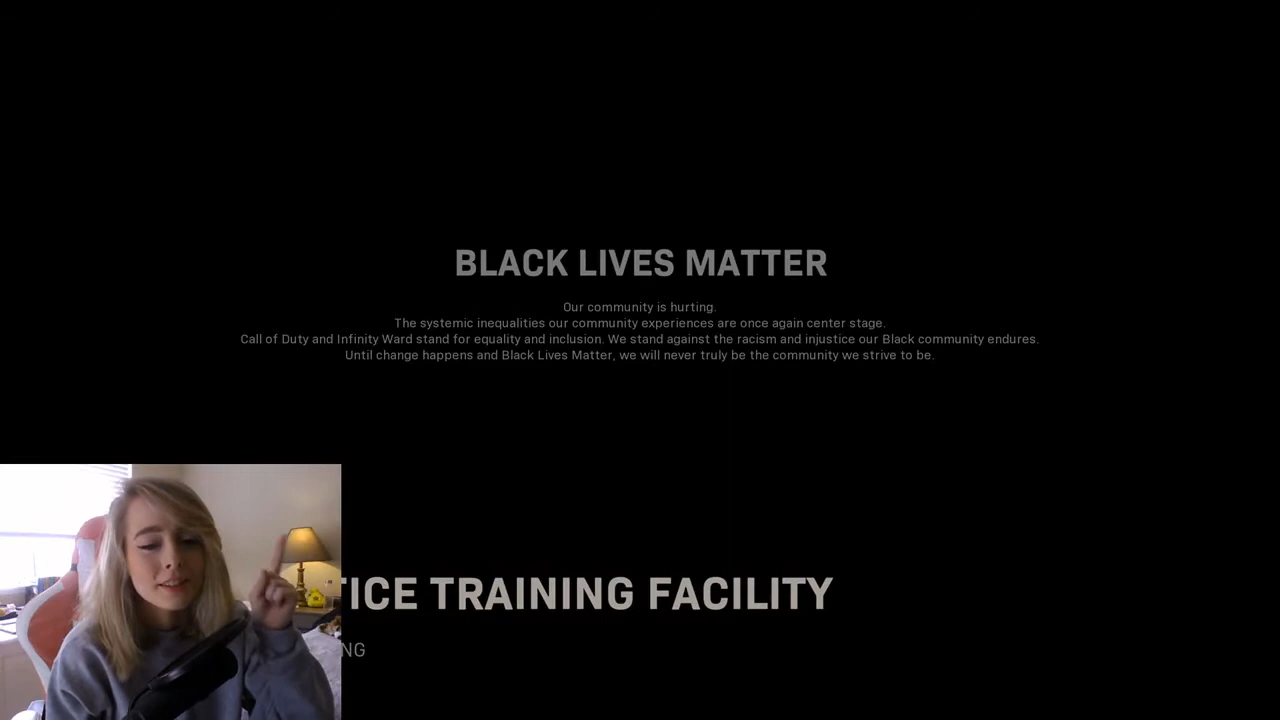 BLACK LIVES MATTER
Our community is hurting.
The systemic inequalities our community experiences are once again center stage.
Call of Duty and Infinity Ward stand for equality and inclusion. We stand against the racism and injustice our Black community endures.
Until change happens and Black Lives Matter, we will never truly be the community we strive to be.
TICE TRAINING FACILITY
NG